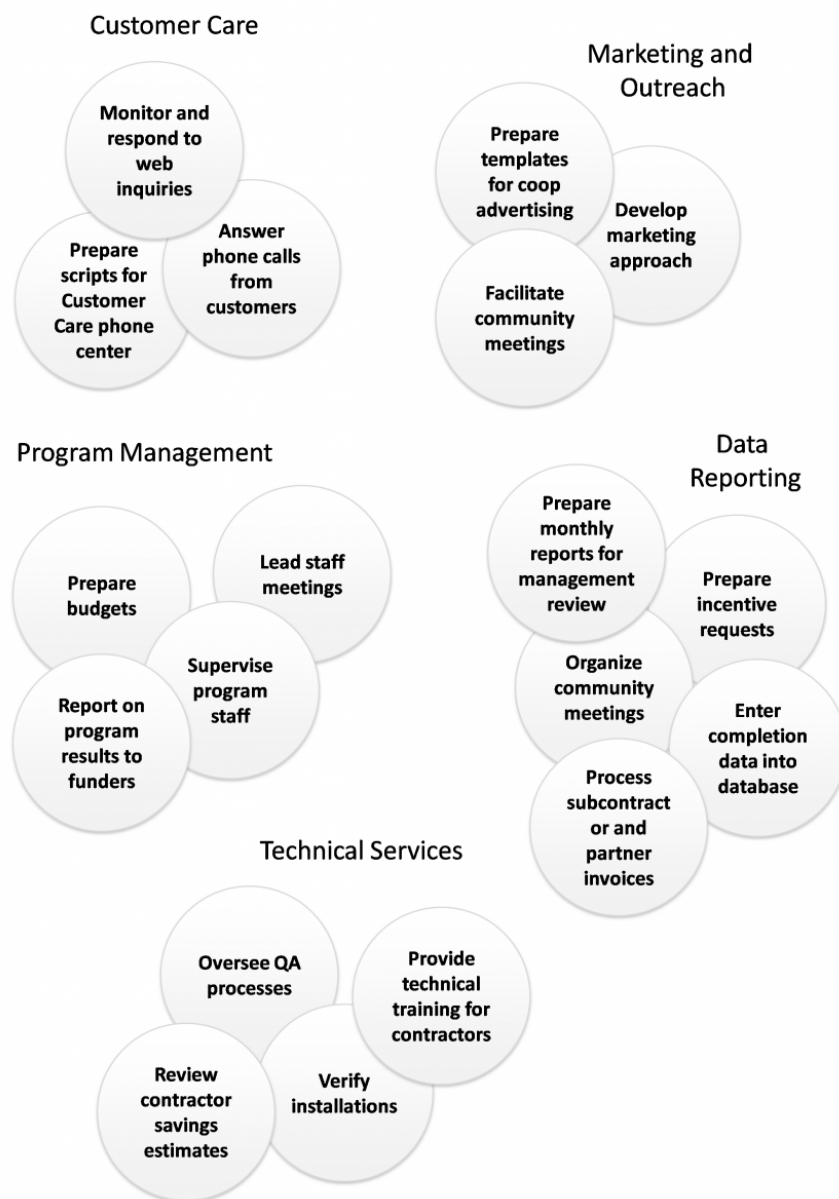 Customer Care
Monitor and
respond to
web
inquiries
Prepare
scripts for
Customer
Care phone
center
Answer
phone calls
from
customers
Marketing and
Outreach
Prepare
templates
for coop
advertising
Develop
marketing
approach
Facilitate
community
meetings
Program Management
Prepare
budgets
Lead staff
meetings
Supervise
program
staff
Report on
program
results to
funders
Data
Reporting
Prepare
monthly
reports for
management
review
Prepare
incentive
requests
Organize
community
meetings
Enter
completion
data into
database
Process
subcontract
or and
partner
invoices
Technical Services
Oversee QA
processes
Provide
technical
training for
contractors
Review
contractor
savings
estimates
Verify
installations